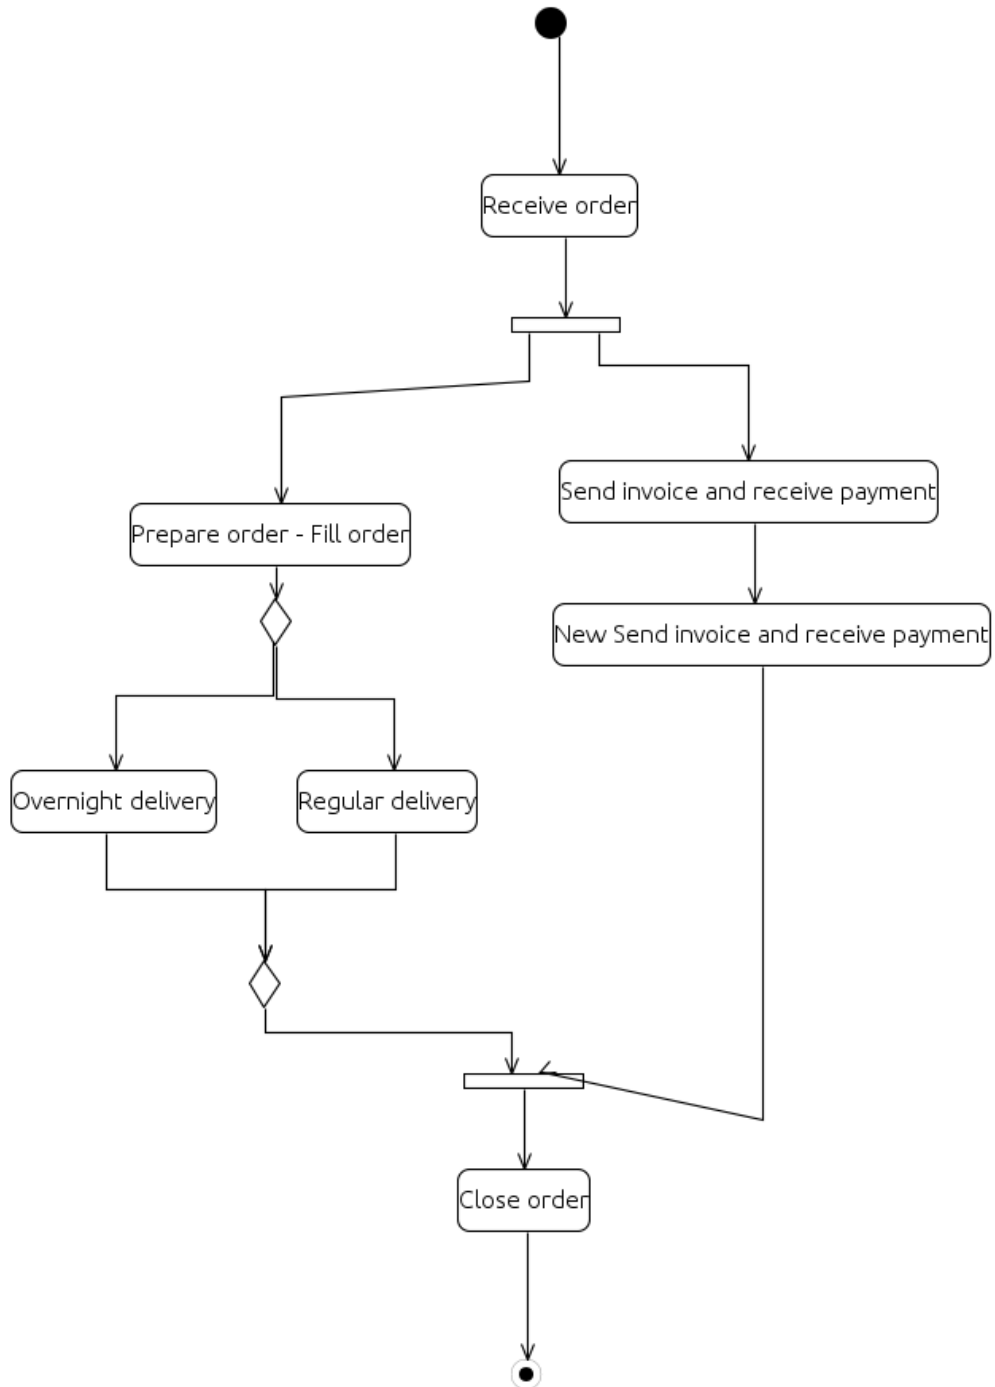 Receive order
Send invoice and receive payment
Prepare order - Fill order
New Send invoice and receive payment
Overnight delivery
Regular delivery
Close order